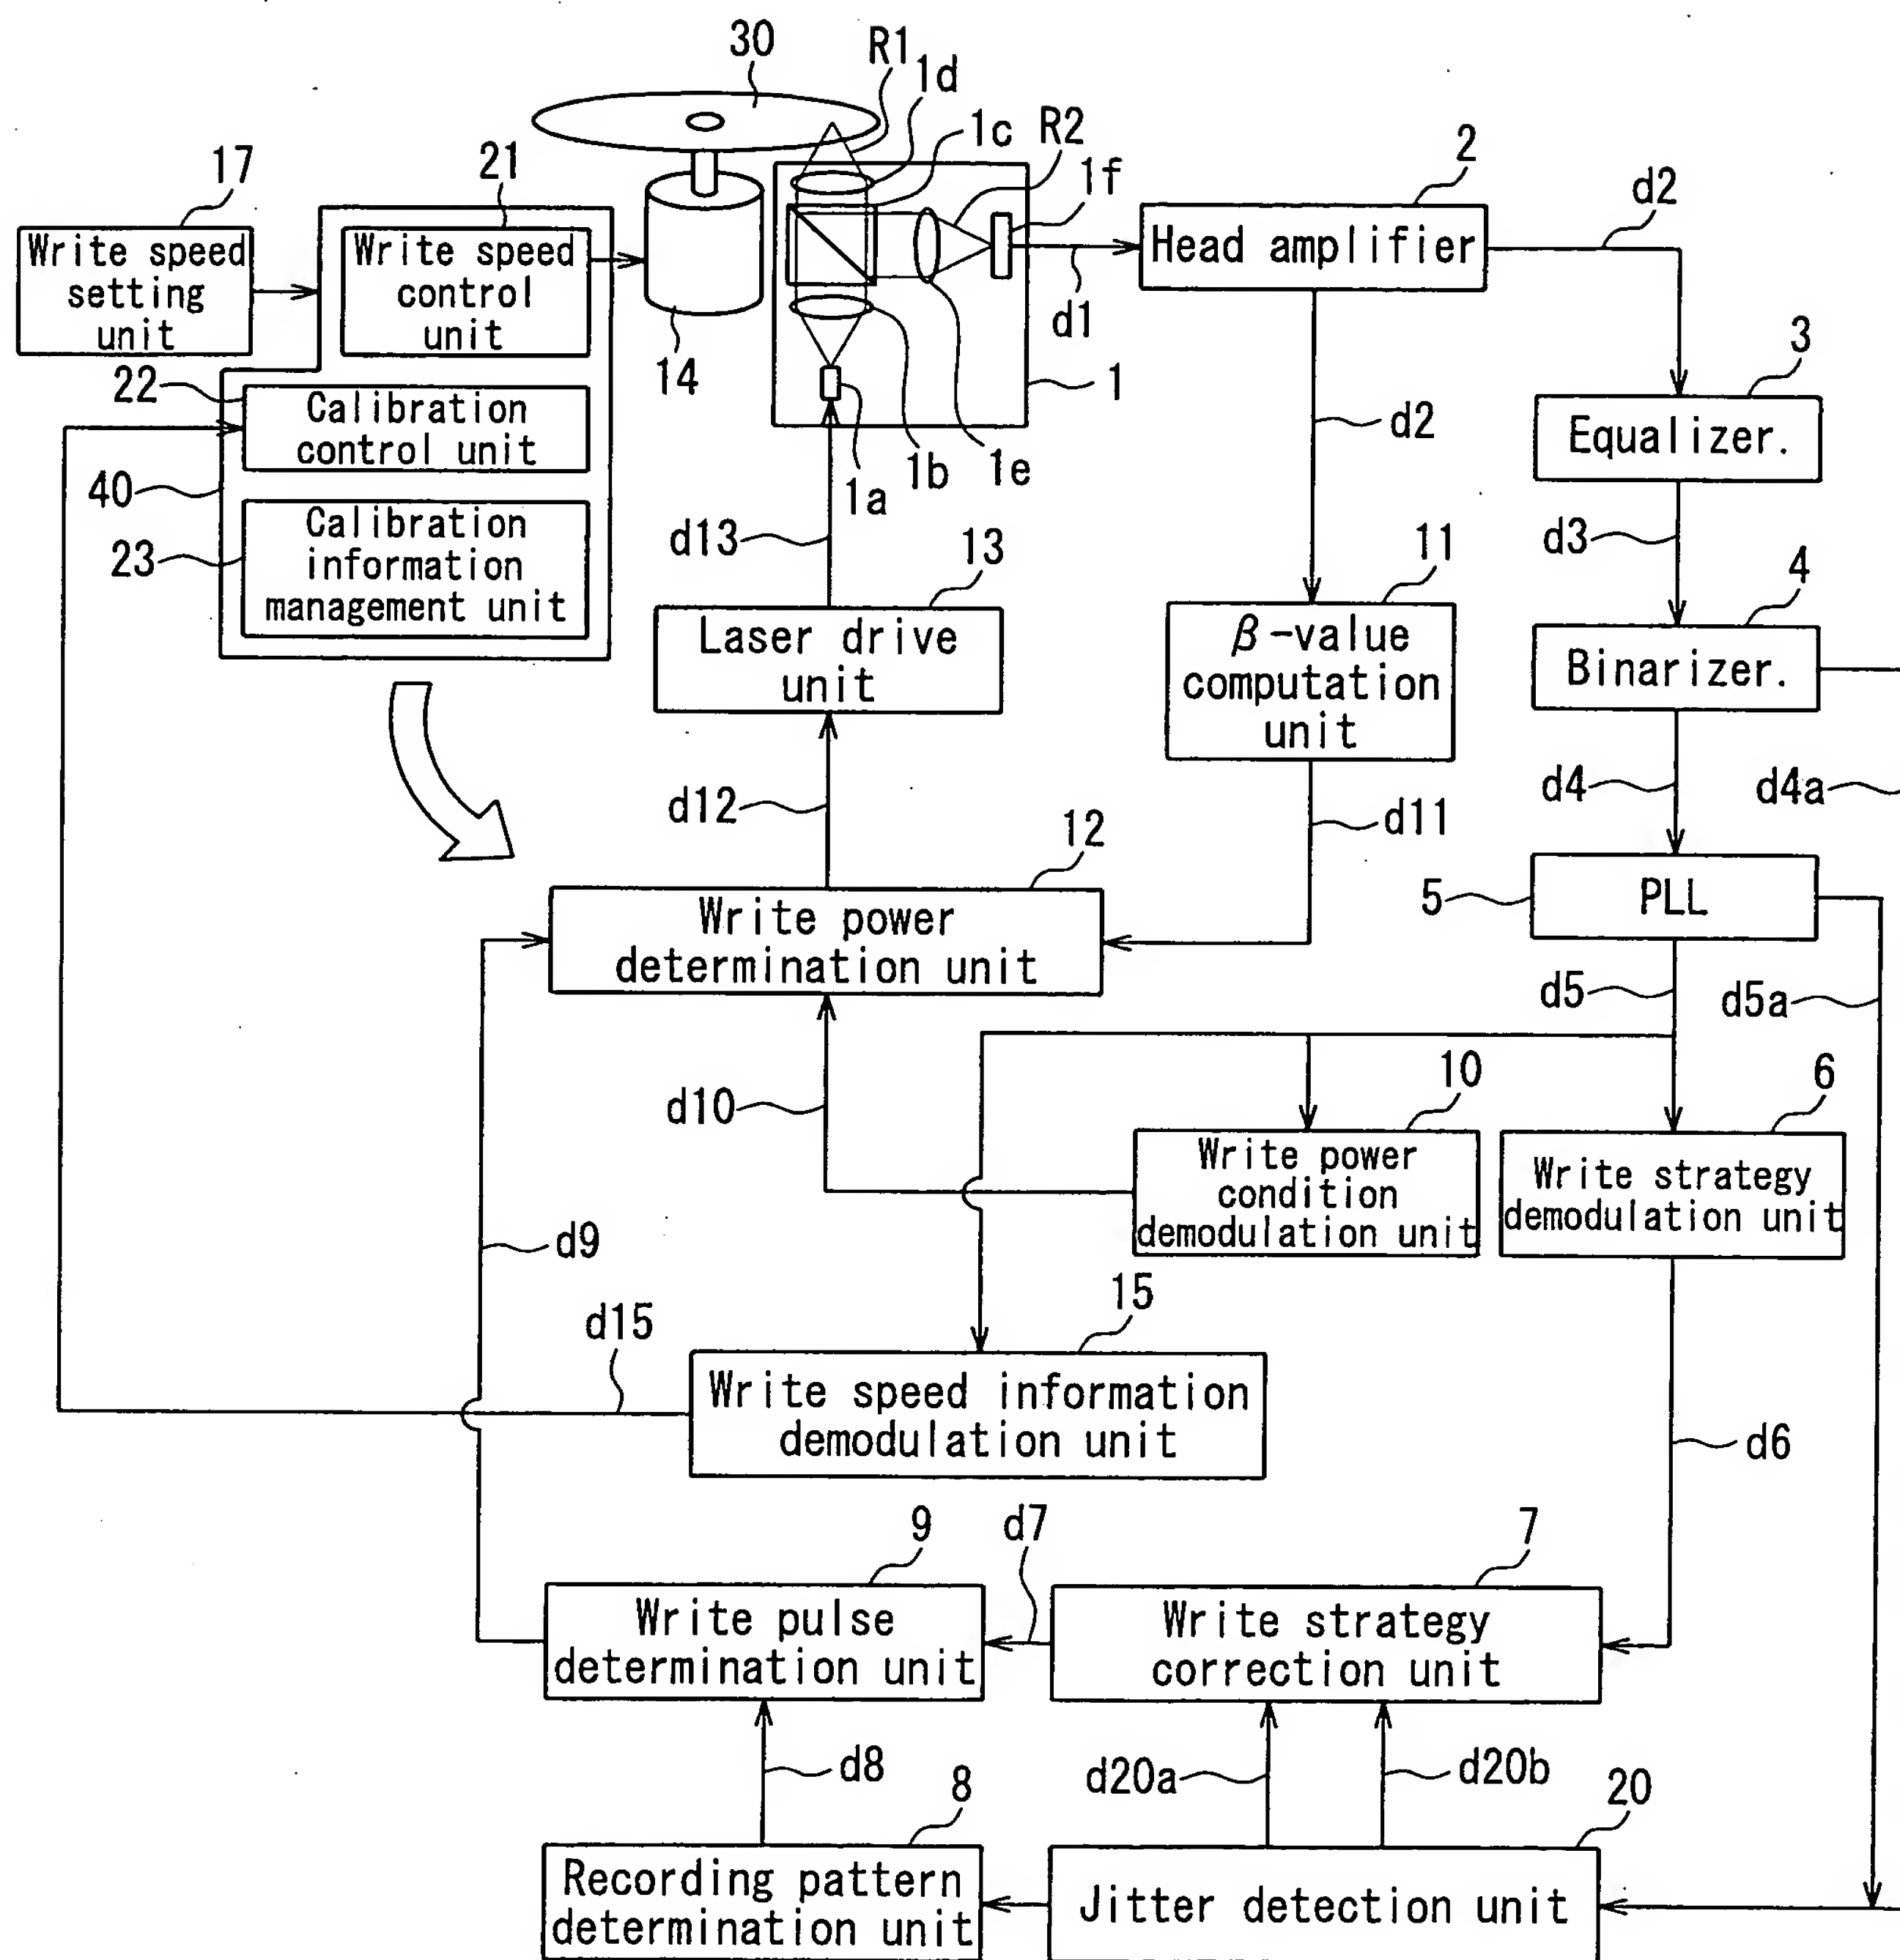 30
R1
1d
1c
R2
1f
2
d2
17
21
Write speed
setting
unit
Write speed
control
unit
14
Head amplifier
d1
1
3
22
Calibration
control unit
40
Calibration
information
management unit
23
1a
1b
1e
d2
Equalizer.
d13
13
11
d3
4
Laser drive
unit
β-value
computation
unit
Binarizer.
d12
12
d11
d4
d4a
Write power
determination unit
5
PLL
d5
d5a
d10
10
6
Write power
condition
demodulation unit
Write strategy
demodulation unit
d9
d15
15
Write speed information
demodulation unit
d6
9
d7
7
Write pulse
determination unit
Write strategy
correction unit
d8
8
d20a
d20b
20
Recording pattern
determination unit
Jitter detection unit